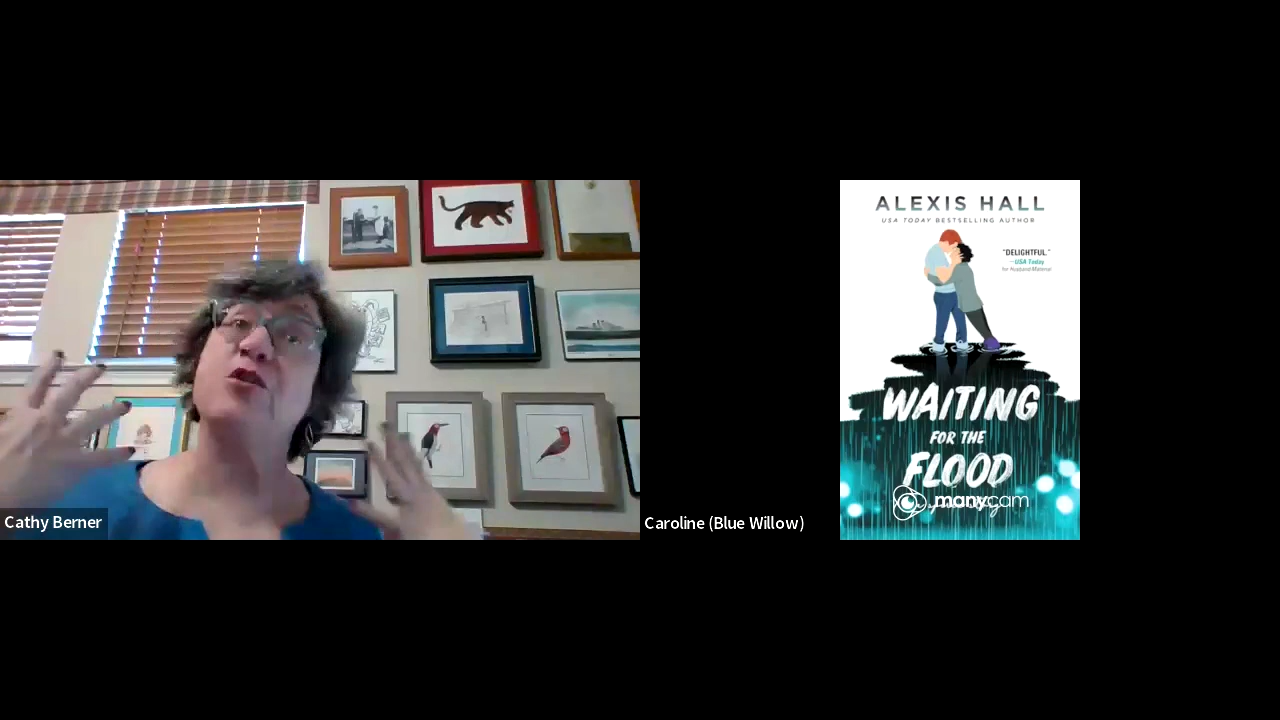 Cathy Berner
Caroline (Blue Willow)
ALEXIS HALL
USA TODAY BESTSELLING AUTHOR
"DELIGHTFUL."
—USA Today
for Husband Material
WAITING
FOR THE
FLOOD
manycam